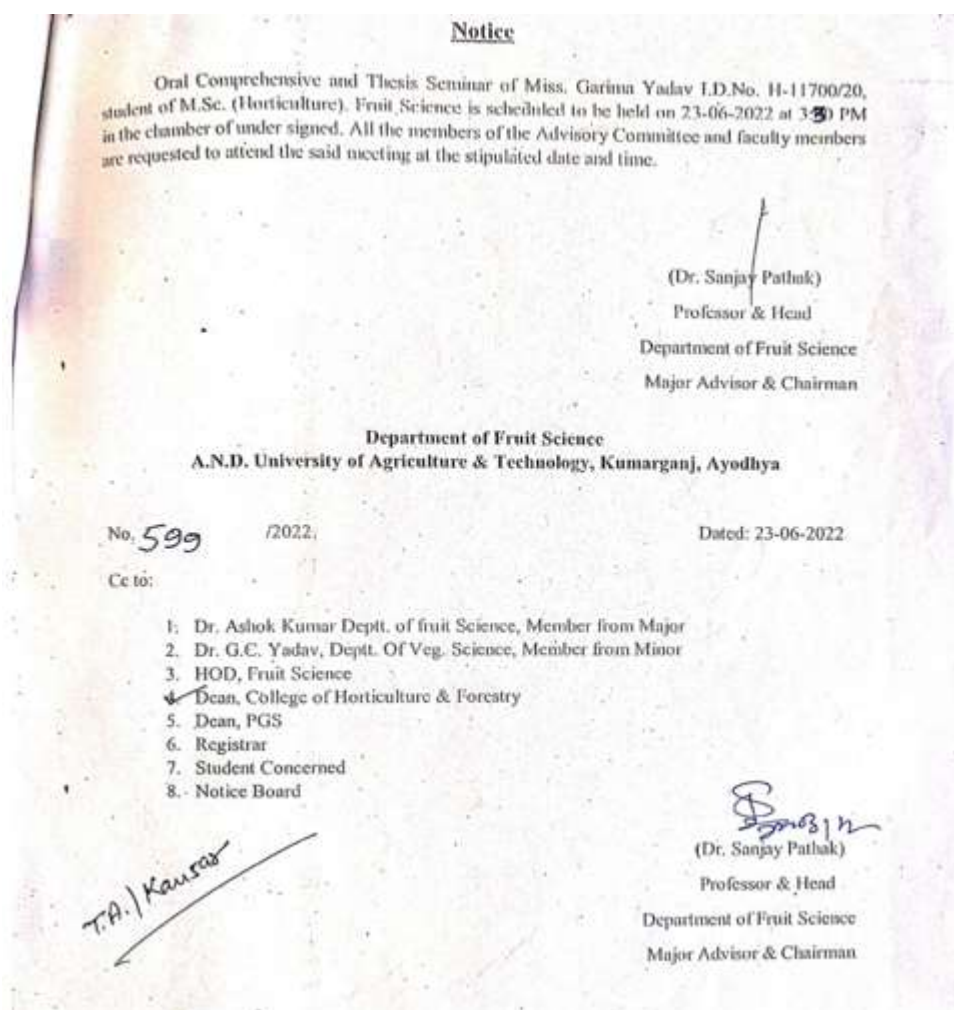 Notice
Oral Comprehensive and Thesis Seminar of Miss. Garima Yadav I.D.No. H-11700/20,
student of M.Sc. (Horticulture). Fruit Science is scheduled to be held on 23-06-2022 at PM
in the chamber of under signed. All the members of the Advisory Committee and faculty members
are requested to attend the said meeting at the stipulated date and time.
(Dr. Sanjay Pathak)
Professor & Head
Department of Fruit Science
Major Advisor & Chairman
Department of Fruit Science
A.N.D. University of Agriculture & Technology, Kumarganj, Ayodhya
No. 599 /2022. Dated: 23-06-2022
Cc to:
1. Dr. Ashok Kumar Deptt. of fruit Science, Member from Major
2. Dr. G.C. Yadav, Deptt. Of Veg. Science, Member from Minor
3. HOD, Fruit Science
4. Dean, College of Horticulture & Forestry
5. Dean, PGS
6. Registrar
7. Student Concerned
8. Notice Board
T.A./Kausar
(Dr. Sanjay Pathak)
Professor & Head
Department of Fruit Science
Major Advisor & Chairman